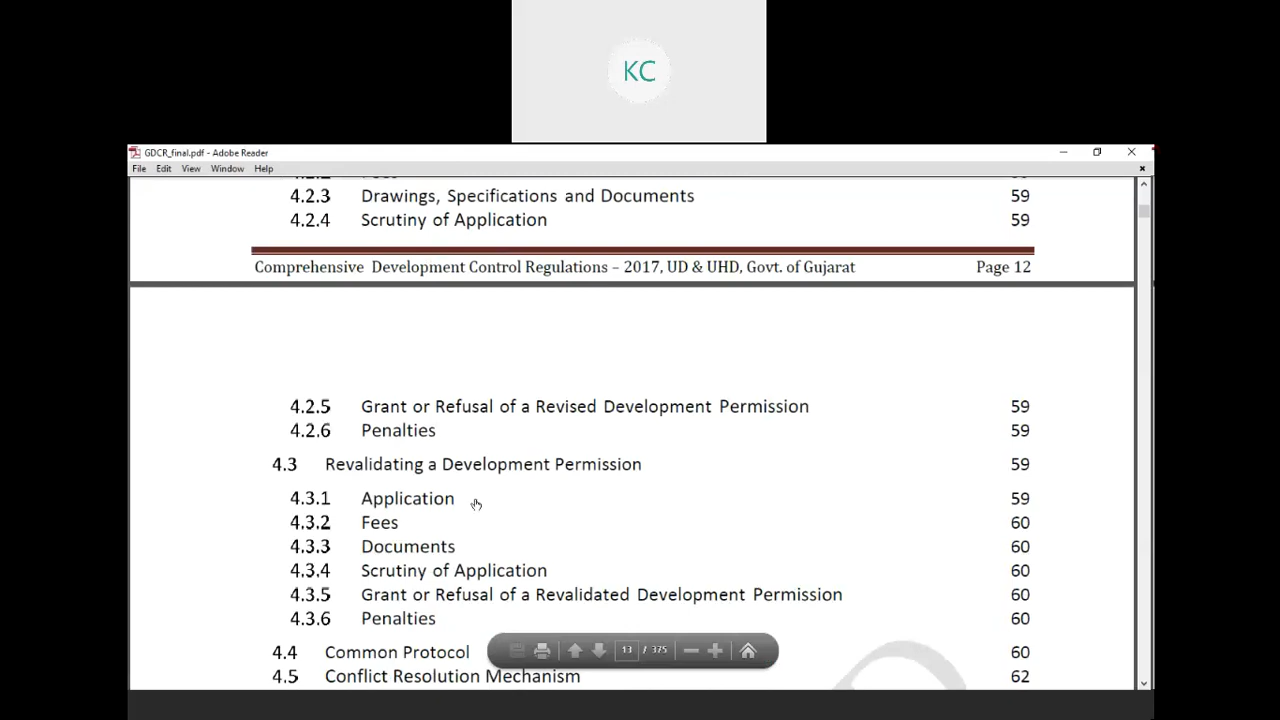 KC
GDCR_final.pdf - Adobe Reader
File Edit View Window Help
4.2.3 Drawings, Specifications and Documents 59
4.2.4 Scrutiny of Application 59
Comprehensive Development Control Regulations – 2017, UD & UHD, Govt. of Gujarat Page 12
4.2.5 Grant or Refusal of a Revised Development Permission 59
4.2.6 Penalties 59
4.3 Revalidating a Development Permission 59
4.3.1 Application 59
4.3.2 Fees 60
4.3.3 Documents 60
4.3.4 Scrutiny of Application 60
4.3.5 Grant or Refusal of a Revalidated Development Permission 60
4.3.6 Penalties 60
4.4 Common Protocol 60
13 / 375
4.5 Conflict Resolution Mechanism 62